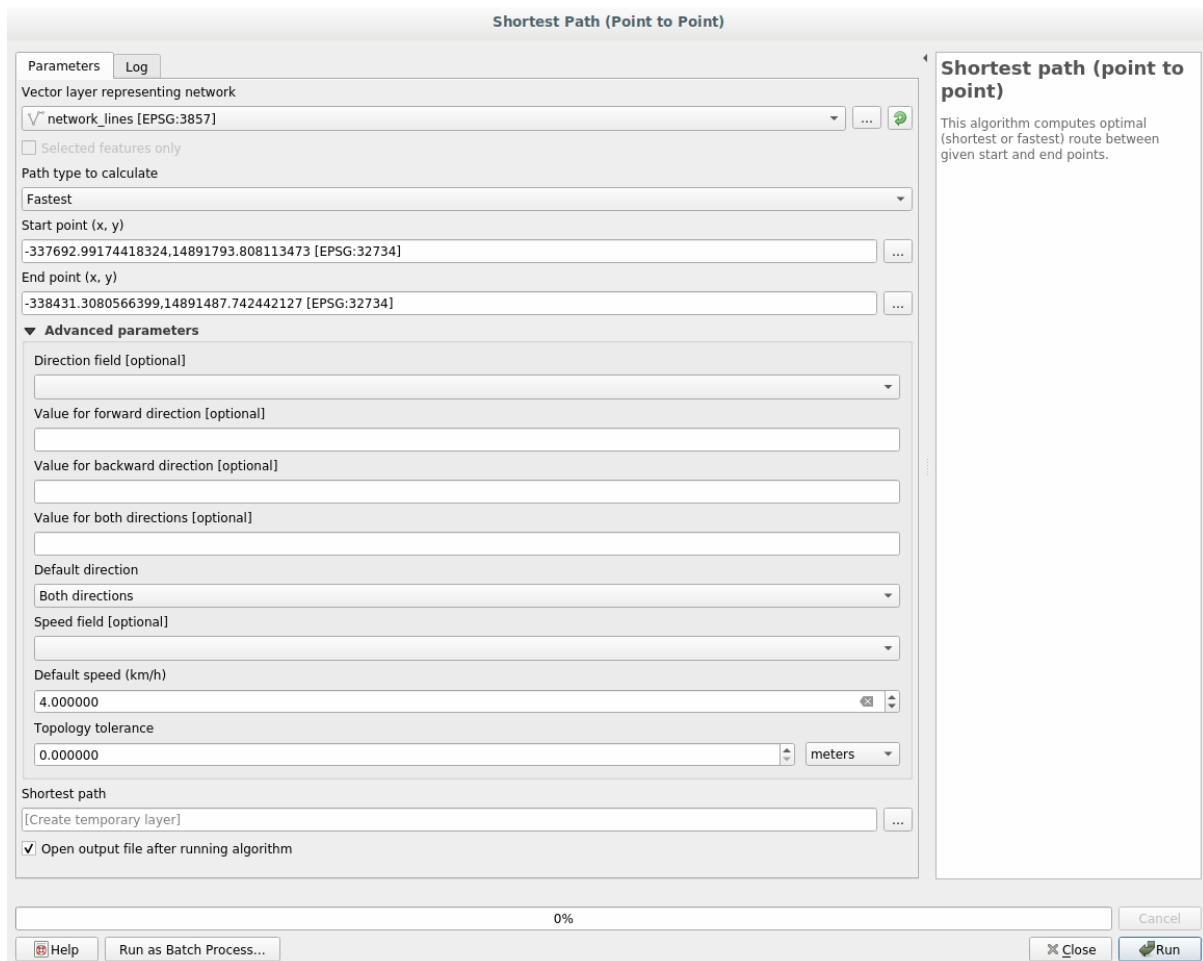 Shortest Path (Point to Point)
Parameters
Log
Vector layer representing network
network_lines [EPSG:3857]
...
Selected features only
Path type to calculate
Fastest
Start point (x, y)
-337692.99174418324,14891793.808113473 [EPSG:32734]
...
End point (x, y)
-338431.3080566399,14891487.742442127 [EPSG:32734]
...
Advanced parameters
Direction field [optional]
Value for forward direction [optional]
Value for backward direction [optional]
Value for both directions [optional]
Default direction
Both directions
Speed field [optional]
Default speed (km/h)
4.000000
Topology tolerance
0.000000
meters
Shortest path
[Create temporary layer]
...
Open output file after running algorithm
Shortest path (point to
point)
This algorithm computes optimal
(shortest or fastest) route between
given start and end points.
0%
Cancel
Help
Run as Batch Process...
Close
Run